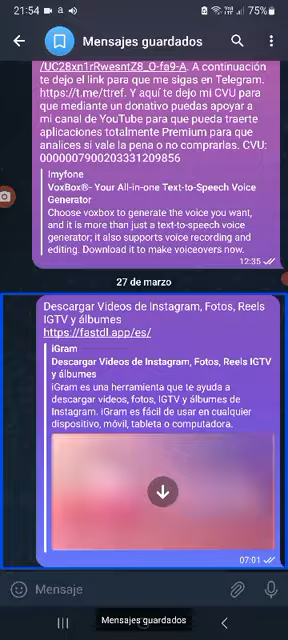 21:54
75%
Mensajes guardados
/UC28xn1rRwesntZ8_O-fa9-A. A continuación
te dejo el link para que me sigas en Telegram.
https://t.me/ttref. Y aquí te dejo mi CVU para
que mediante un donativo puedas apoyar a
mi canal de YouTube para que pueda traerte
aplicaciones totalmente Premium para que
analices sí vale la pena o no comprarlas. CVU:
0000007900203331209856
Imyfone
VoxBox®- Your All-in-one Text-to-Speech Voice
Generator
Choose voxbox to generate the voice you want,
and it is more than just a text-to-speech voice
generator; it also supports voice recording and
editing. Download it to make voiceovers now.
12:35
27 de marzo
Descargar Videos de Instagram, Fotos, Reels
IGTV y álbumes
https://fastdl.app/es/
iGram
Descargar Videos de Instagram, Fotos, Reels IGTV
y álbumes
iGram es una herramienta que te ayuda a
descargar videos, fotos, IGTV y álbumes de
Instagram. iGram es fácil de usar en cualquier
dispositivo, móvil, tableta o computadora.
07:01
Mensaje
Mensajes guardados